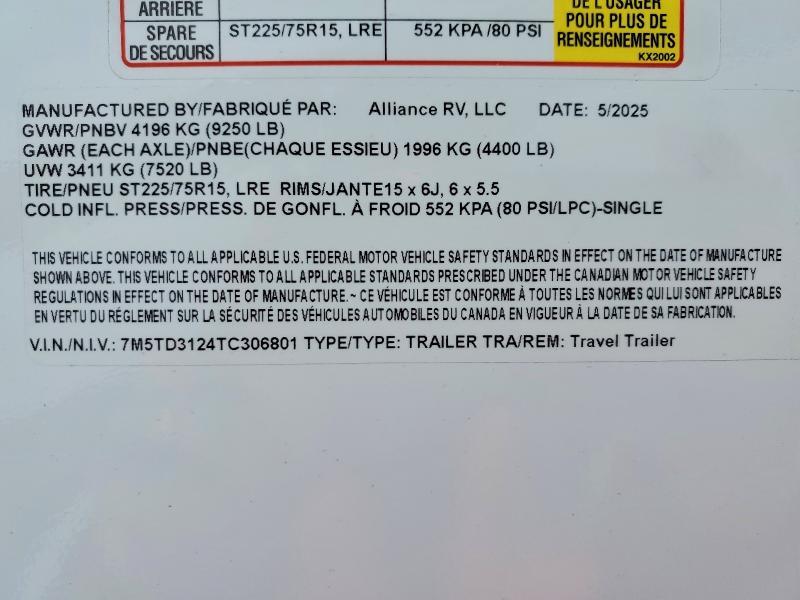 ARRIÈRE
DE L'USAGER
POUR PLUS DE
SPARE ST225/75R15, LRE 552 KPA /80 PSI RENSEIGNEMENTS
DE SECOURS
KX2002
MANUFACTURED BY/FABRIQUÉ PAR: Alliance RV, LLC DATE: 5/2025
GVWR/PNBV 4196 KG (9250 LB)
GAWR (EACH AXLE)/PNBE(CHAQUE ESSIEU) 1996 KG (4400 LB)
UVW 3411 KG (7520 LB)
TIRE/PNEU ST225/75R15, LRE RIMS/JANTE15 x 6J, 6 x 5.5
COLD INFL. PRESS/PRESS. DE GONFL. À FROID 552 KPA (80 PSI/LPC)-SINGLE
THIS VEHICLE CONFORMS TO ALL APPLICABLE U.S. FEDERAL MOTOR VEHICLE SAFETY STANDARDS IN EFFECT ON THE DATE OF MANUFACTURE
SHOWN ABOVE. THIS VEHICLE CONFORMS TO ALL APPLICABLE STANDARDS PRESCRIBED UNDER THE CANADIAN MOTOR VEHICLE SAFETY
REGULATIONS IN EFFECT ON THE DATE OF MANUFACTURE. ~ CE VÉHICULE EST CONFORME À TOUTES LES NORMES QUI LUI SONT APPLICABLES
EN VERTU DU RÉGLEMENT SUR LA SÉCURITÉ DES VÉHICULES AUTOMOBILES DU CANADA EN VIGUEUR À LA DATE DE SA FABRICATION.
V.I.N./N.I.V.: 7M5TD3124TC306801 TYPE/TYPE: TRAILER TRA/REM: Travel Trailer